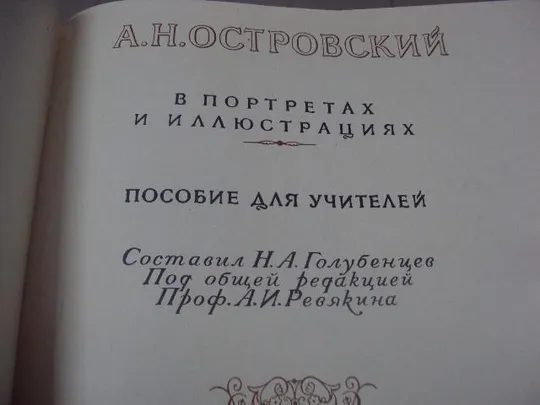 А.Н.ОСТРОВСКИЙ
В ПОРТРЕТАХ
И ИЛЛЮСТРАЦИЯХ
ПОСОБИЕ ДЛЯ УЧИТЕЛЕЙ
Составил Н.А.Голубенцев
Под общей редакцией
Проф. А.И.Ревякина